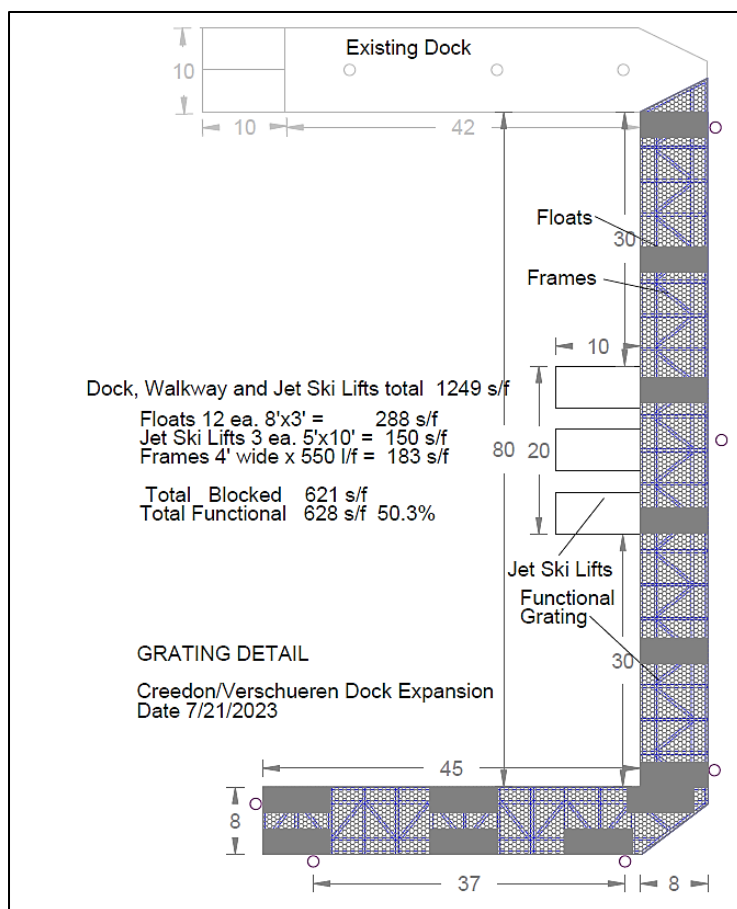 Existing Dock
10
10
42
Floats
30
Frames
10
Dock, Walkway and Jet Ski Lifts total 1249 s/f
Floats 12 ea. 8'x3' = 288 s/f
Jet Ski Lifts 3 ea. 5'x10' = 150 s/f
Frames 4' wide x 550 l/f = 183 s/f
80
20
Total Blocked 621 s/f
Total Functional 628 s/f 50.3%
Jet Ski Lifts
Functional
Grating
GRATING DETAIL
30
Creedon/Verschueren Dock Expansion
Date 7/21/2023
45
8
37
8